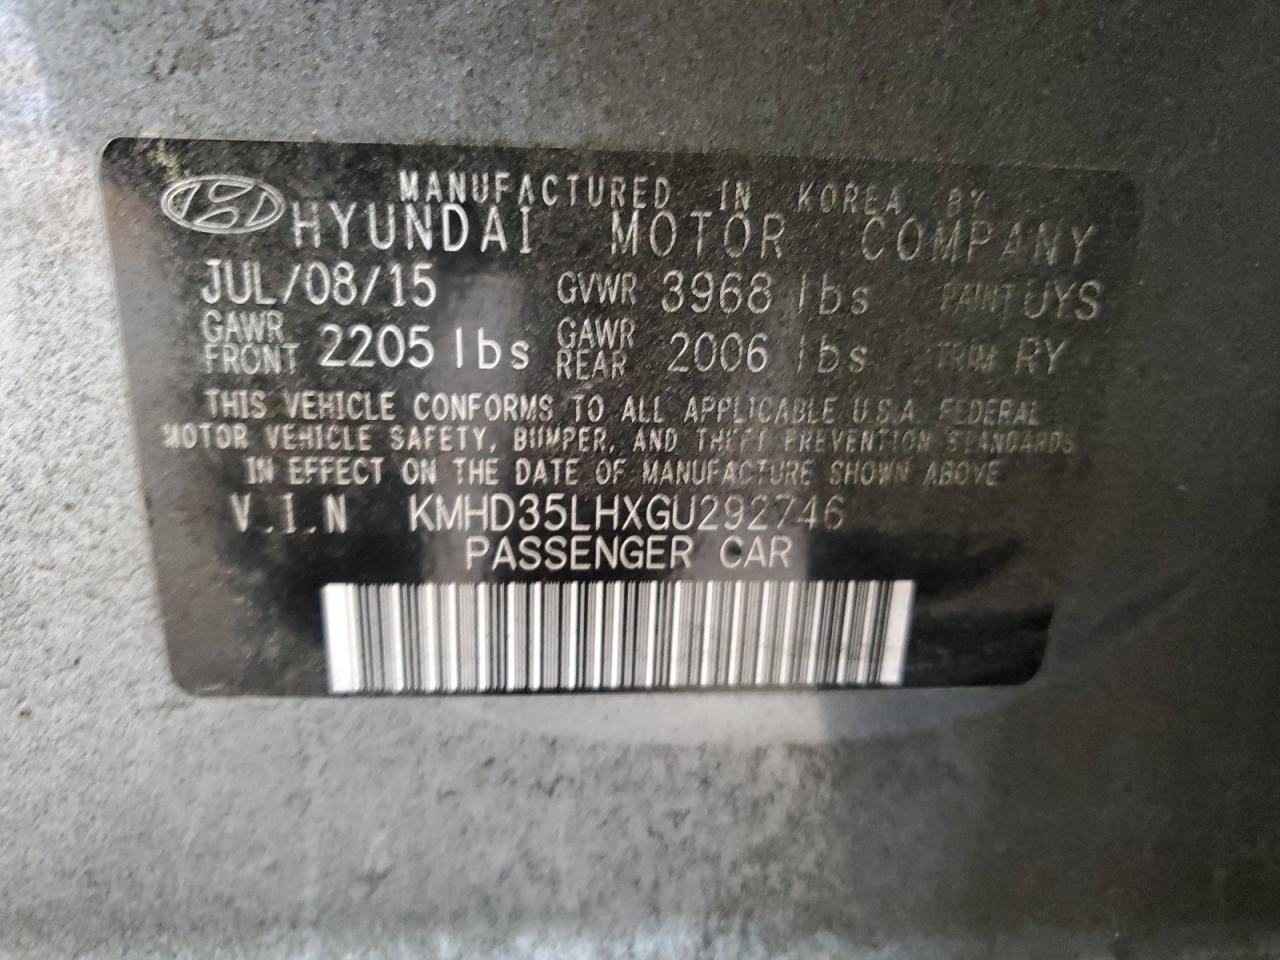 MANUFACTURED IN KOREA BY
HYUNDAI MOTOR COMPANY
JUL/08/15 GVWR 3968 lbs PAINT UYS
GAWR FRONT 2205 lbs GAWR REAR 2006 lbs TRIM RY
THIS VEHICLE CONFORMS TO ALL APPLICABLE U.S.A. FEDERAL
MOTOR VEHICLE SAFETY, BUMPER, AND THEFT PREVENTION STANDARDS
IN EFFECT ON THE DATE OF MANUFACTURE SHOWN ABOVE
V.I.N KMHD35LHXGU292746
PASSENGER CAR